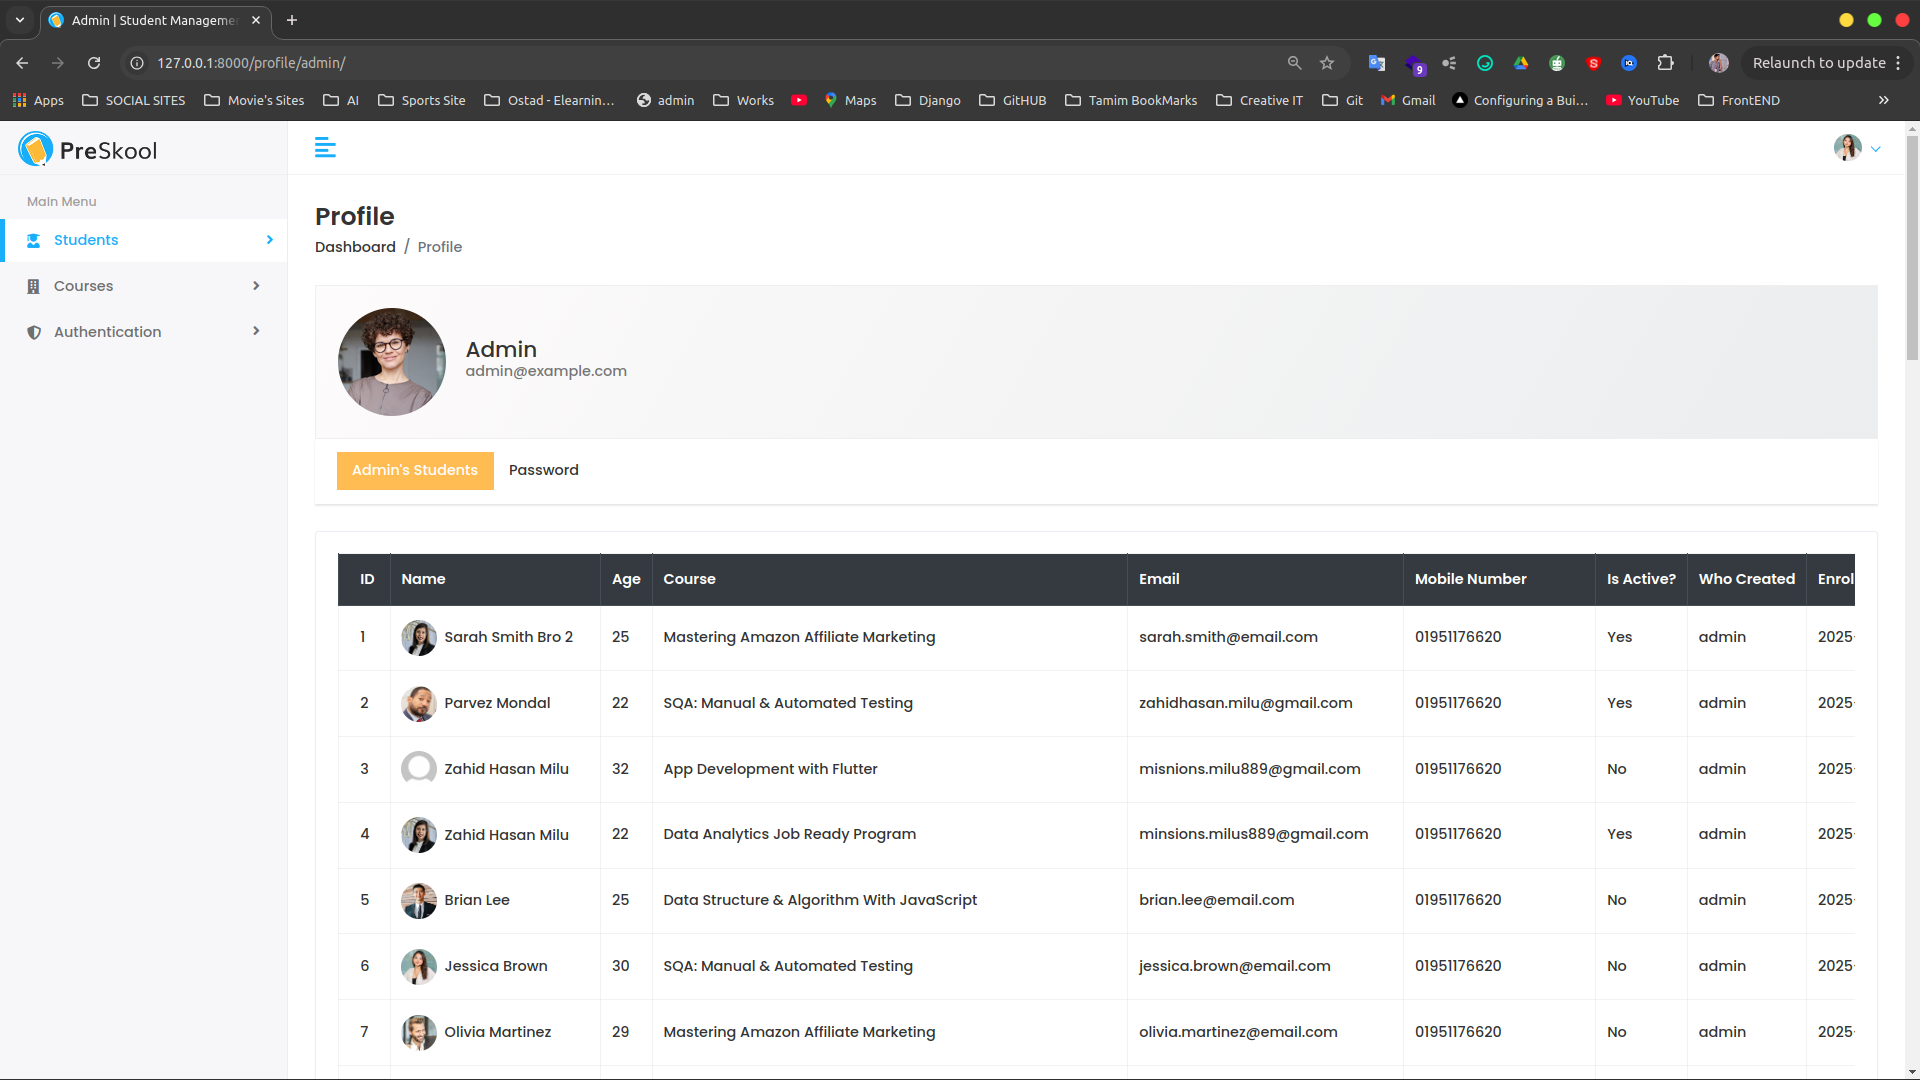 Admin | Student Manageme
127.0.0.1:8000/profile/admin/
9
Relaunch to update
Apps
SOCIAL SITES
Movie's Sites
AI
Sports Site
Ostad - Elearnin...
admin
Works
Maps
Django
GitHUB
Tamim BookMarks
Creative IT
Git
Gmail
Configuring a Bui...
YouTube
FrontEND
PreSkool
Main Menu
Students
Courses
Authentication
Profile
Dashboard / Profile
Admin
admin@example.com
Admin's Students Password
ID Name Age Course Email Mobile Number Is Active? Who Created Enrol
1 Sarah Smith Bro 2 25 Mastering Amazon Affiliate Marketing sarah.smith@email.com 01951176620 Yes admin 2025-
2 Parvez Mondal 22 SQA: Manual & Automated Testing zahidhasan.milu@gmail.com 01951176620 Yes admin 2025-
3 Zahid Hasan Milu 32 App Development with Flutter misnions.milu889@gmail.com 01951176620 No admin 2025-
4 Zahid Hasan Milu 22 Data Analytics Job Ready Program minsions.milus889@gmail.com 01951176620 Yes admin 2025-
5 Brian Lee 25 Data Structure & Algorithm With JavaScript brian.lee@email.com 01951176620 No admin 2025-
6 Jessica Brown 30 SQA: Manual & Automated Testing jessica.brown@email.com 01951176620 No admin 2025-
7 Olivia Martinez 29 Mastering Amazon Affiliate Marketing olivia.martinez@email.com 01951176620 No admin 2025-